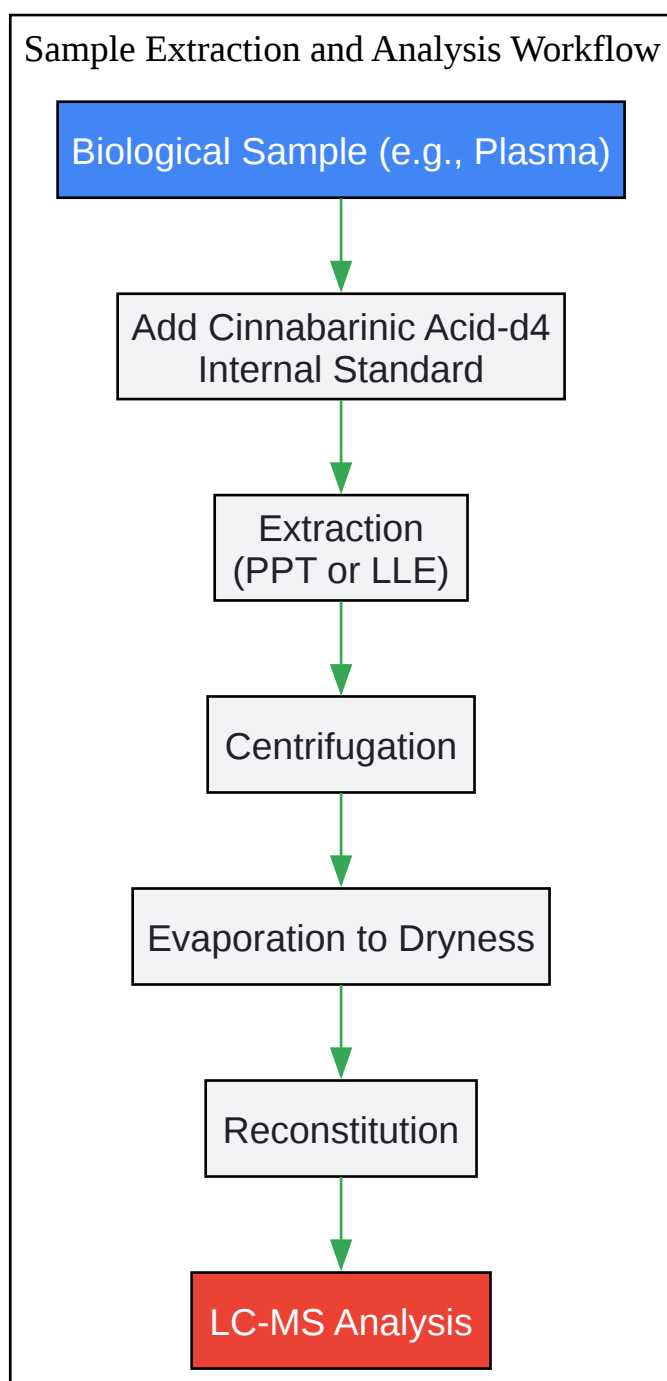 Sample Extraction and Analysis Workflow
Biological Sample (e.g., Plasma)
Add Cinnabarinic Acid-d4
Internal Standard
Extraction
(PPT or LLE)
Centrifugation
Evaporation to Dryness
Reconstitution
LC-MS Analysis